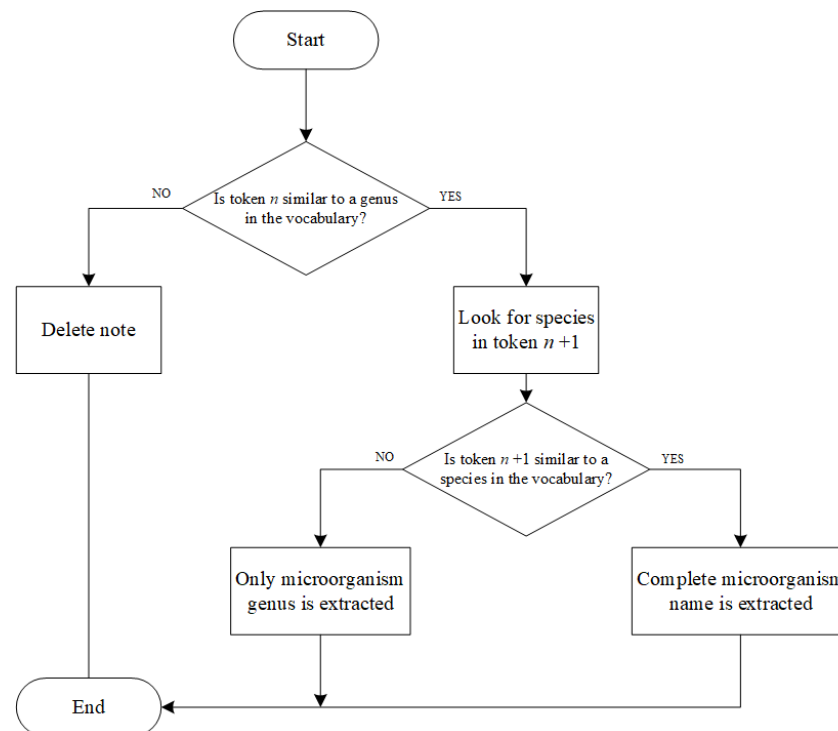 Start
NO
YES
Is token n similar to a genus
in the vocabulary?
Delete note
Look for species
in token n +1
NO
YES
Is token n +1 similar to a
species in the vocabulary?
Only microorganism
genus is extracted
Complete microorganism
name is extracted
End